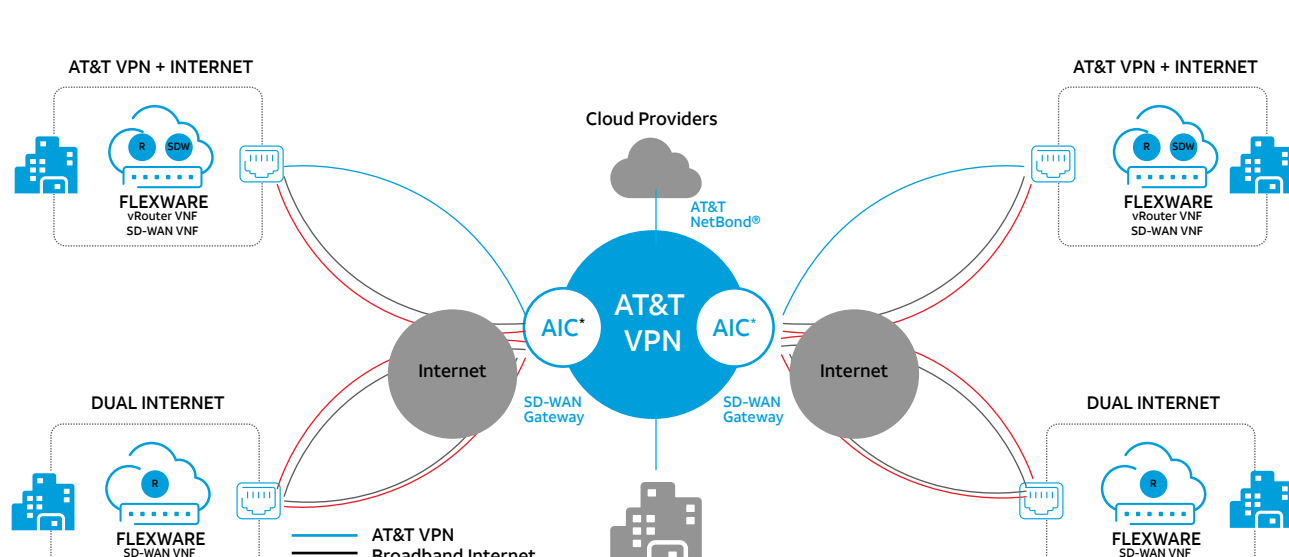 AT&T VPN + INTERNET
AT&T VPN + INTERNET
Cloud Providers
R
SDW
FLEXWARE
vRouter VNF
SD-WAN VNF
AT&T
NetBond®
R
SDW
FLEXWARE
vRouter VNF
SD-WAN VNF
AT&T
VPN
AIC*
AIC*
Internet
Internet
SD-WAN
Gateway
SD-WAN
Gateway
DUAL INTERNET
DUAL INTERNET
R
FLEXWARE
SD-WAN VNF
R
FLEXWARE
SD-WAN VNF
AT&T VPN
Broadband Internet